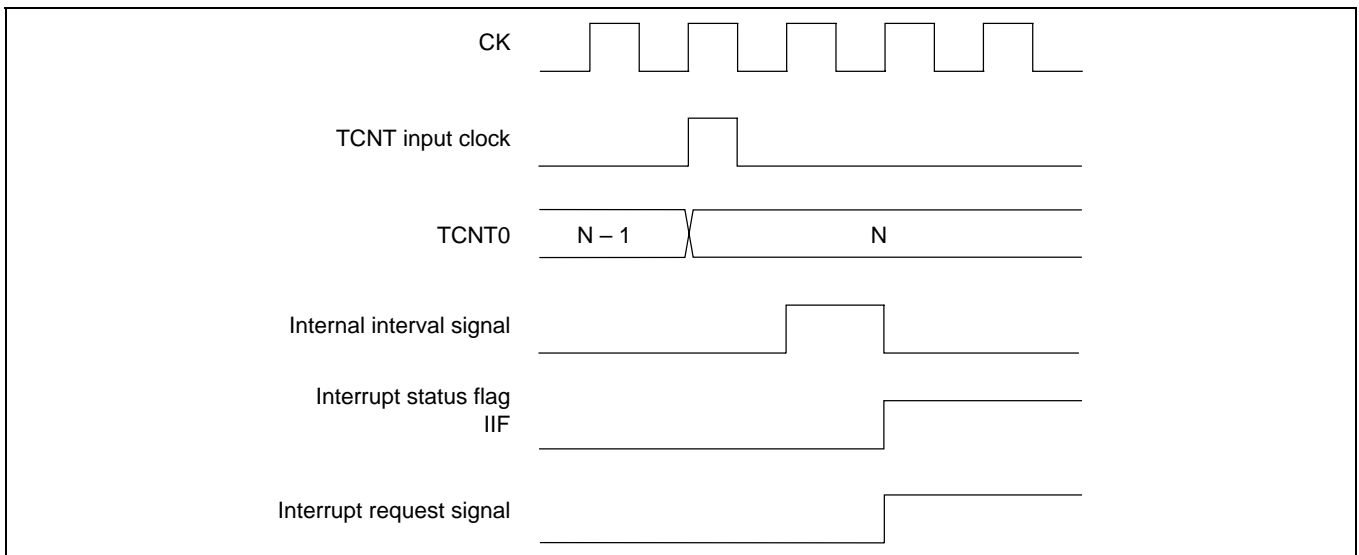 CK
TCNT input clock
TCNT0
N – 1
N
Internal interval signal
Interrupt status flag
IIF
Interrupt request signal